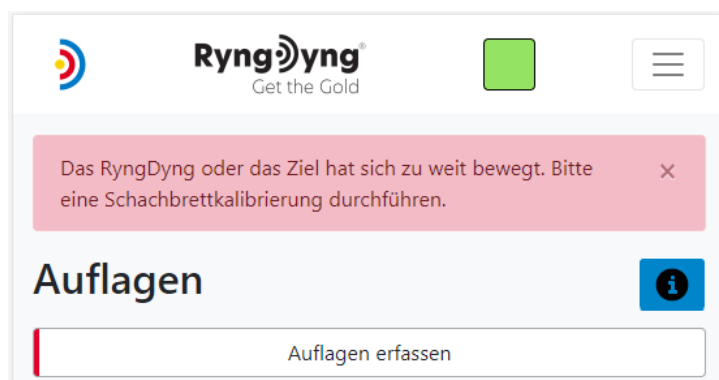 RyngDyng®
Get the Gold
Das RyngDyng oder das Ziel hat sich zu weit bewegt. Bitte
eine Schachbrettkalibrierung durchführen.
×
Auflagen
Auflagen erfassen